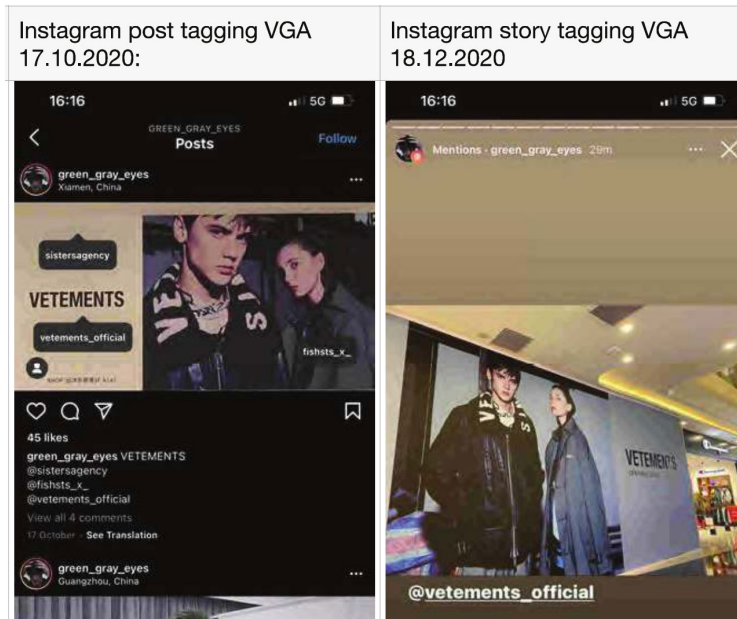 Instagram post tagging VGA
17.10.2020:
Instagram story tagging VGA
18.12.2020
16:16
5G
GREEN_GRAY_EYES
Posts
Follow
green_gray_eyes
Xiamen, China
sistersagency
VETEMENTS
vetements_official
fishsts_x_
45 likes
green_gray_eyes VETEMENTS
@sistersagency
@fishsts_x_
@vetements_official
View all 4 comments
17 October · See Translation
green_gray_eyes
Guangzhou, China
16:16
5G
Mentions · green_gray_eyes 29m
VETEMENTS
@vetements_official